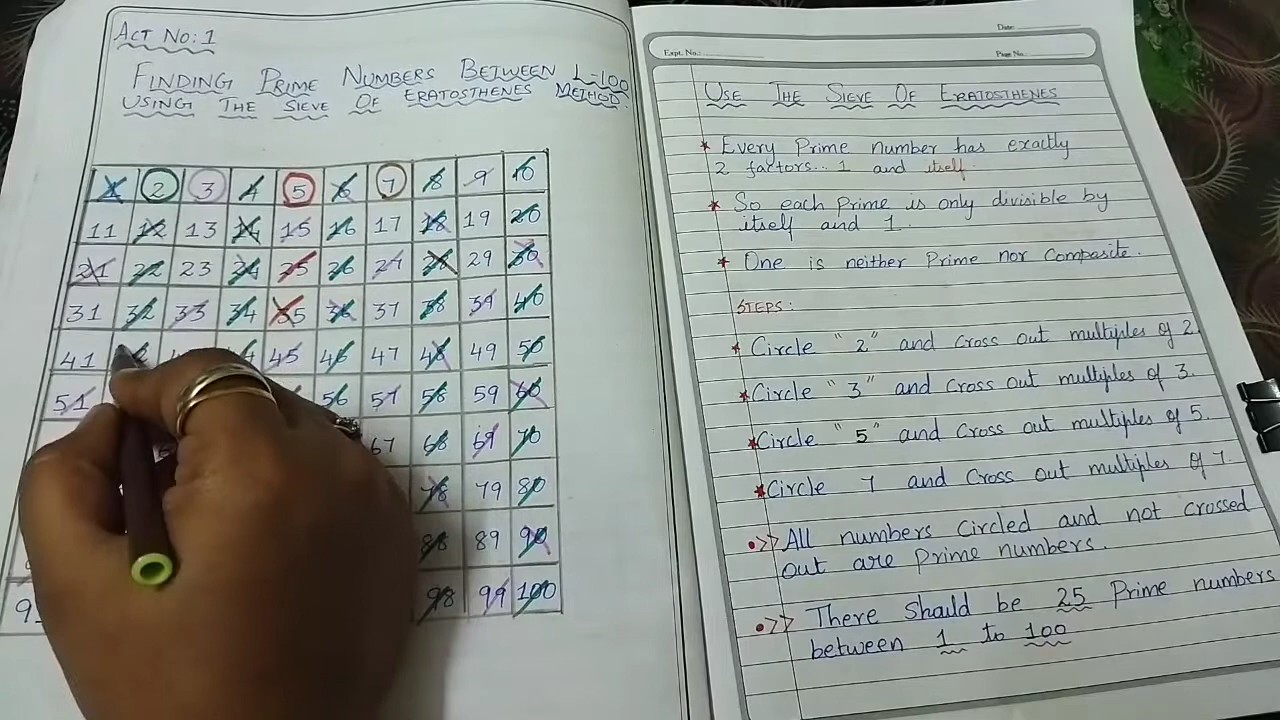 ACT NO:1
FINDING PRIME NUMBERS BETWEEN 1-100
USING THE SIEVE OF ERATOSTHENES METHOD.
1 2 3 4 5 6 7 8 9 10
11 12 13 14 15 16 17 18 19 20
21 22 23 24 25 26 27 28 29 30
31 32 33 34 35 36 37 38 39 40
41 42 44 45 46 47 48 49 50
51 56 57 58 59 60
67 68 69 70
78 79 80
88 89 90
98 99 100
Date:
Expt. No.: Page No.
USE THE SIEVE OF ERATOSTHENES
* Every Prime number has exactly
2 factors... 1 and itself.
* So each Prime is only divisible by
itself and 1.
* One is neither Prime nor Composite.
STEPS:
* Circle "2" and Cross out multiples of 2.
* Circle "3" and Cross out multiples of 3.
* Circle "5" and Cross out multiples of 5.
* Circle 7 and Cross out multiples of 7.
•>> All numbers Circled and not crossed
out are Prime numbers.
•>> There should be 25 Prime numbers
between 1 to 100